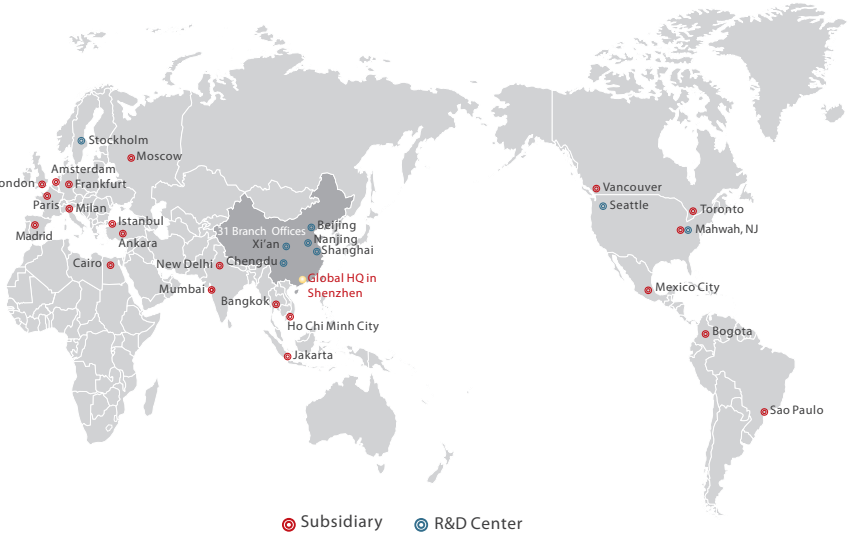 Stockholm
Moscow
Amsterdam
ondon
Frankfurt
Paris
Milan
Madrid
Istanbul
Ankara
Cairo
31 Branch Offices
Beijing
Xi'an
Nanjing
Shanghai
Chengdu
New Delhi
Mumbai
Global HQ in
Shenzhen
Bangkok
Ho Chi Minh City
Jakarta
Vancouver
Seattle
Toronto
Mahwah, NJ
Mexico City
Bogota
Sao Paulo
Subsidiary
R&D Center